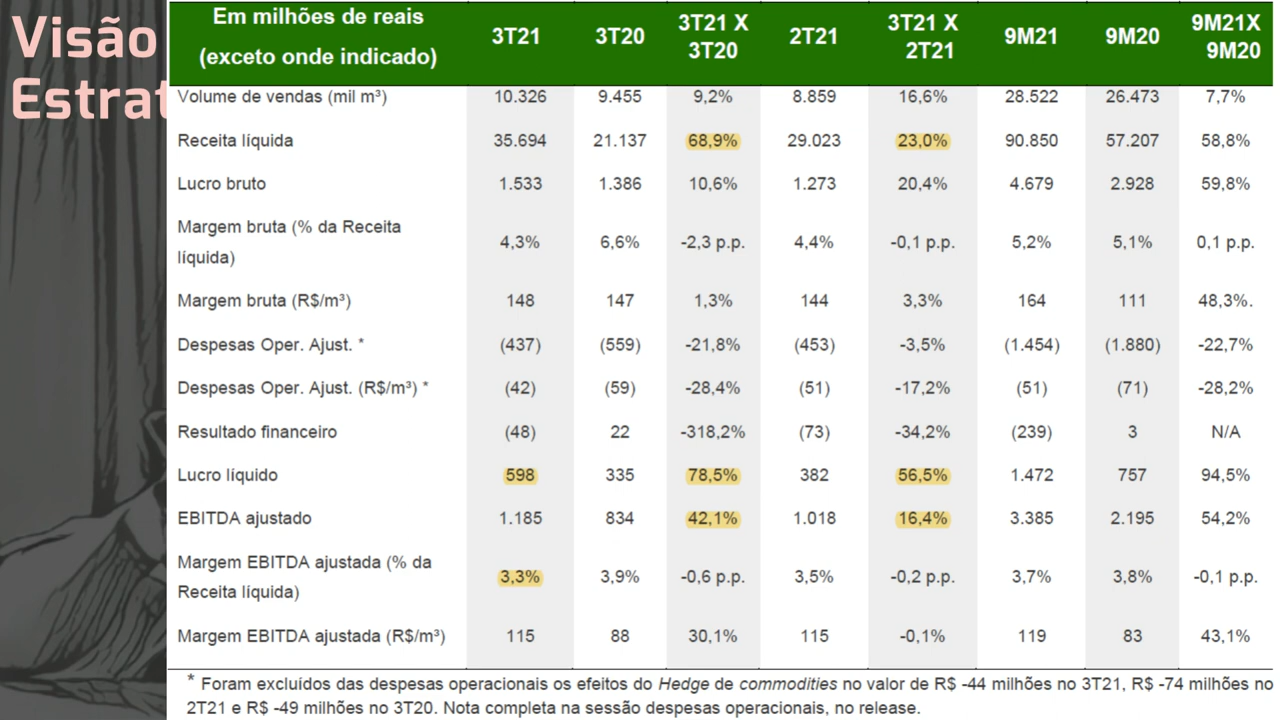 Visão
Estrat
Em milhões de reais (exceto onde indicado) 3T21 3T20 3T21 X 3T20 2T21 3T21 X 2T21 9M21 9M20 9M21X 9M20
Volume de vendas (mil m³) 10.326 9.455 9,2% 8.859 16,6% 28.522 26.473 7,7%
Receita líquida 35.694 21.137 68,9% 29.023 23,0% 90.850 57.207 58,8%
Lucro bruto 1.533 1.386 10,6% 1.273 20,4% 4.679 2.928 59,8%
Margem bruta (% da Receita líquida) 4,3% 6,6% -2,3 p.p. 4,4% -0,1 p.p. 5,2% 5,1% 0,1 p.p.
Margem bruta (R$/m³) 148 147 1,3% 144 3,3% 164 111 48,3%.
Despesas Oper. Ajust. * (437) (559) -21,8% (453) -3,5% (1.454) (1.880) -22,7%
Despesas Oper. Ajust. (R$/m³) * (42) (59) -28,4% (51) -17,2% (51) (71) -28,2%
Resultado financeiro (48) 22 -318,2% (73) -34,2% (239) 3 N/A
Lucro líquido 598 335 78,5% 382 56,5% 1.472 757 94,5%
EBITDA ajustado 1.185 834 42,1% 1.018 16,4% 3.385 2.195 54,2%
Margem EBITDA ajustada (% da Receita líquida) 3,3% 3,9% -0,6 p.p. 3,5% -0,2 p.p. 3,7% 3,8% -0,1 p.p.
Margem EBITDA ajustada (R$/m³) 115 88 30,1% 115 -0,1% 119 83 43,1%
* Foram excluídos das despesas operacionais os efeitos do Hedge de commodities no valor de R$ -44 milhões no 3T21, R$ -74 milhões no
2T21 e R$ -49 milhões no 3T20. Nota completa na sessão despesas operacionais, no release.